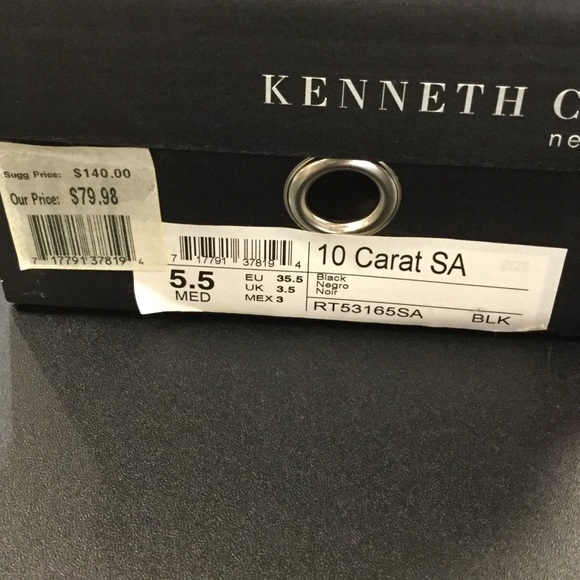 KENNETH C
ne
Sugg Price: $140.00
Our Price: $79.98
7 17791 37819 4
7 17791 37819 4
5.5
MED
EU 35.5
UK 3.5
MEX 3
10 Carat SA
Black
Negro
Noir
RT53165SA BLK